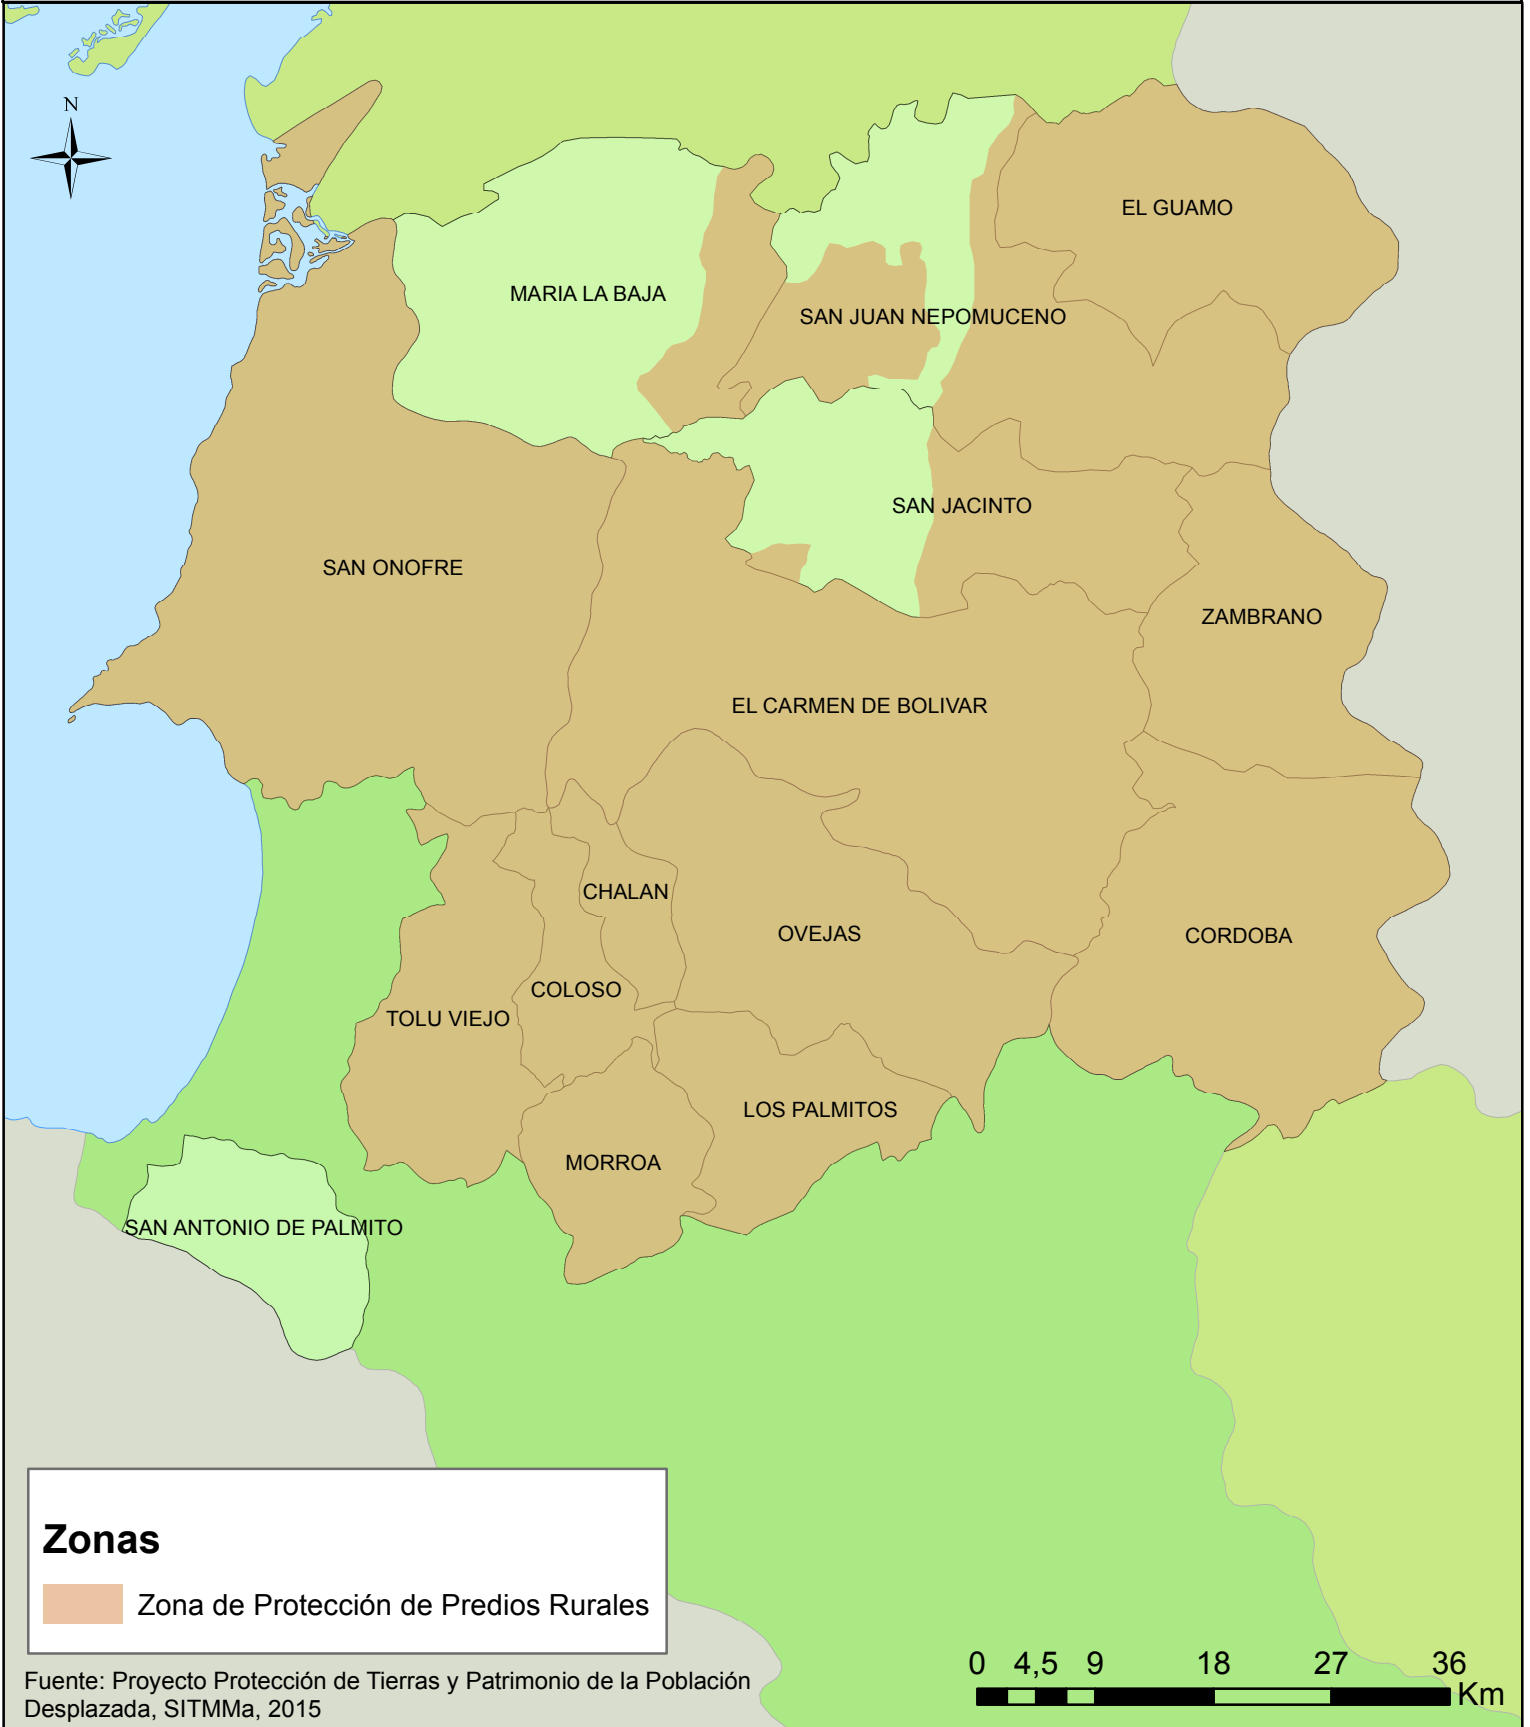 N
EL GUAMO
MARIA LA BAJA
SAN JUAN NEPOMUCENO
SAN JACINTO
SAN ONOFRE
ZAMBRANO
EL CARMEN DE BOLIVAR
CHALAN
OVEJAS
CORDOBA
COLOSO
TOLU VIEJO
LOS PALMITOS
MORROA
SAN ANTONIO DE PALMITO
Zonas
Zona de Protección de Predios Rurales
Fuente: Proyecto Protección de Tierras y Patrimonio de la Población
Desplazada, SITMMa, 2015
0 4,5 9 18 27 36
Km